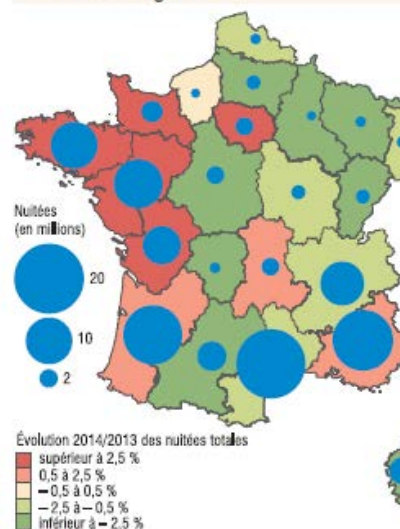 Nuitées
(en millions)
20
10
2
Évolution 2014/2013 des nuitées totales
supérieur à 2,5 %
0,5 à 2,5 %
– 0,5 à 0,5 %
– 2,5 à – 0,5 %
inférieur à – 2,5 %